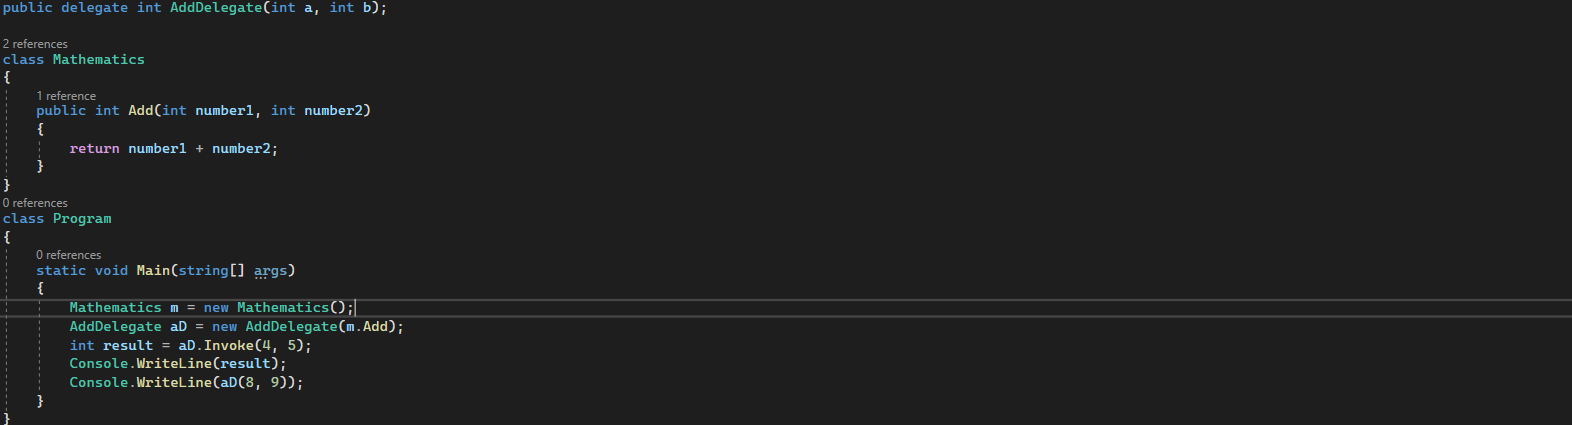 public delegate int AddDelegate(int a, int b);
2 references
class Mathematics
{
1 reference
public int Add(int number1, int number2)
{
return number1 + number2;
}
}
0 references
class Program
{
0 references
static void Main(string[] args)
{
Mathematics m = new Mathematics();
AddDelegate aD = new AddDelegate(m.Add);
int result = aD.Invoke(4, 5);
Console.WriteLine(result);
Console.WriteLine(aD(8, 9));
}
}